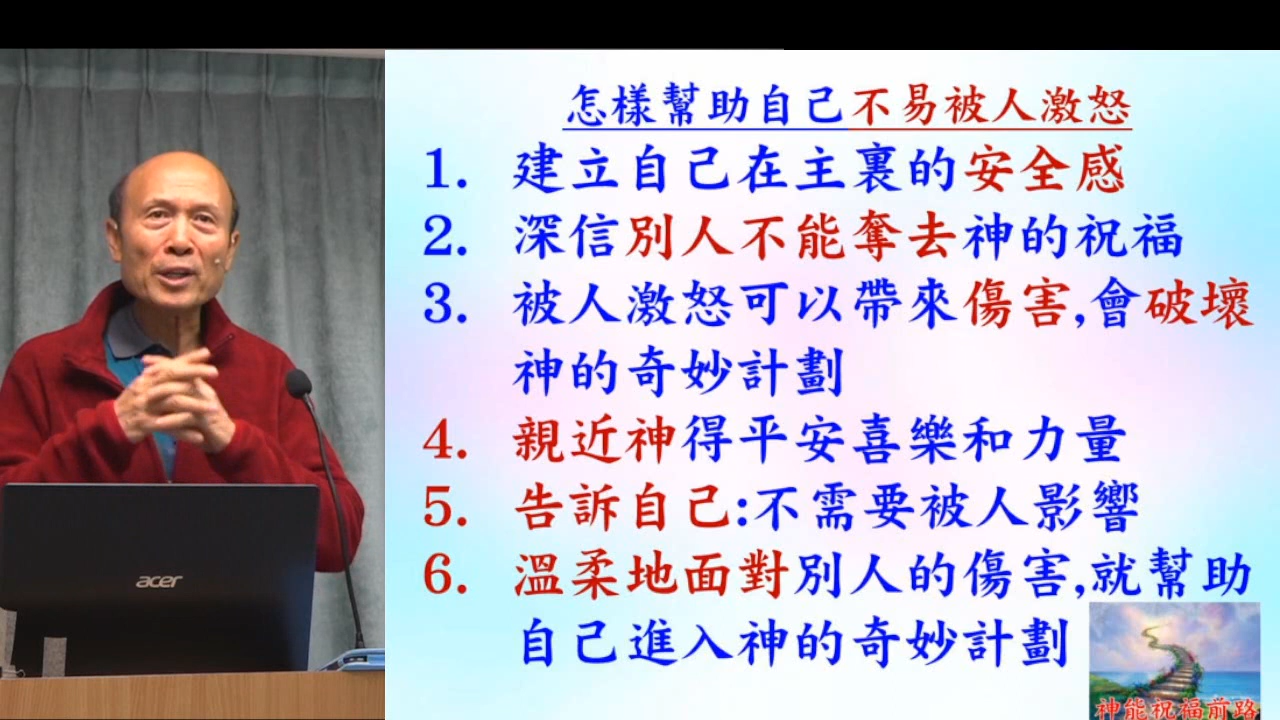 怎樣幫助自己不易被人激怒
1. 建立自己在主裏的安全感
2. 深信別人不能奪去神的祝福
3. 被人激怒可以帶來傷害,會破壞
神的奇妙計劃
4. 親近神得平安喜樂和力量
5. 告訴自己:不需要被人影響
6. 溫柔地面對別人的傷害,就幫助
自己進入神的奇妙計劃
神能祝福前路
acer